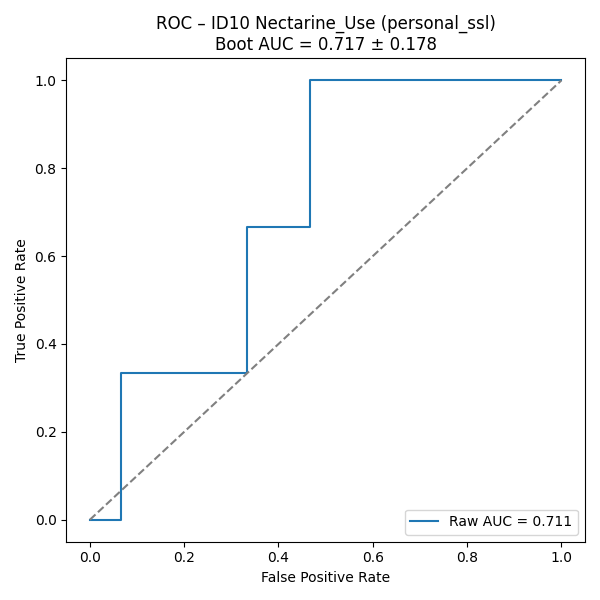 ROC – ID10 Nectarine_Use (personal_ssl)
Boot AUC = 0.717 ± 0.178
True Positive Rate
1.0
0.8
0.6
0.4
0.2
0.0
Raw AUC = 0.711
0.0 0.2 0.4 0.6 0.8 1.0
False Positive Rate